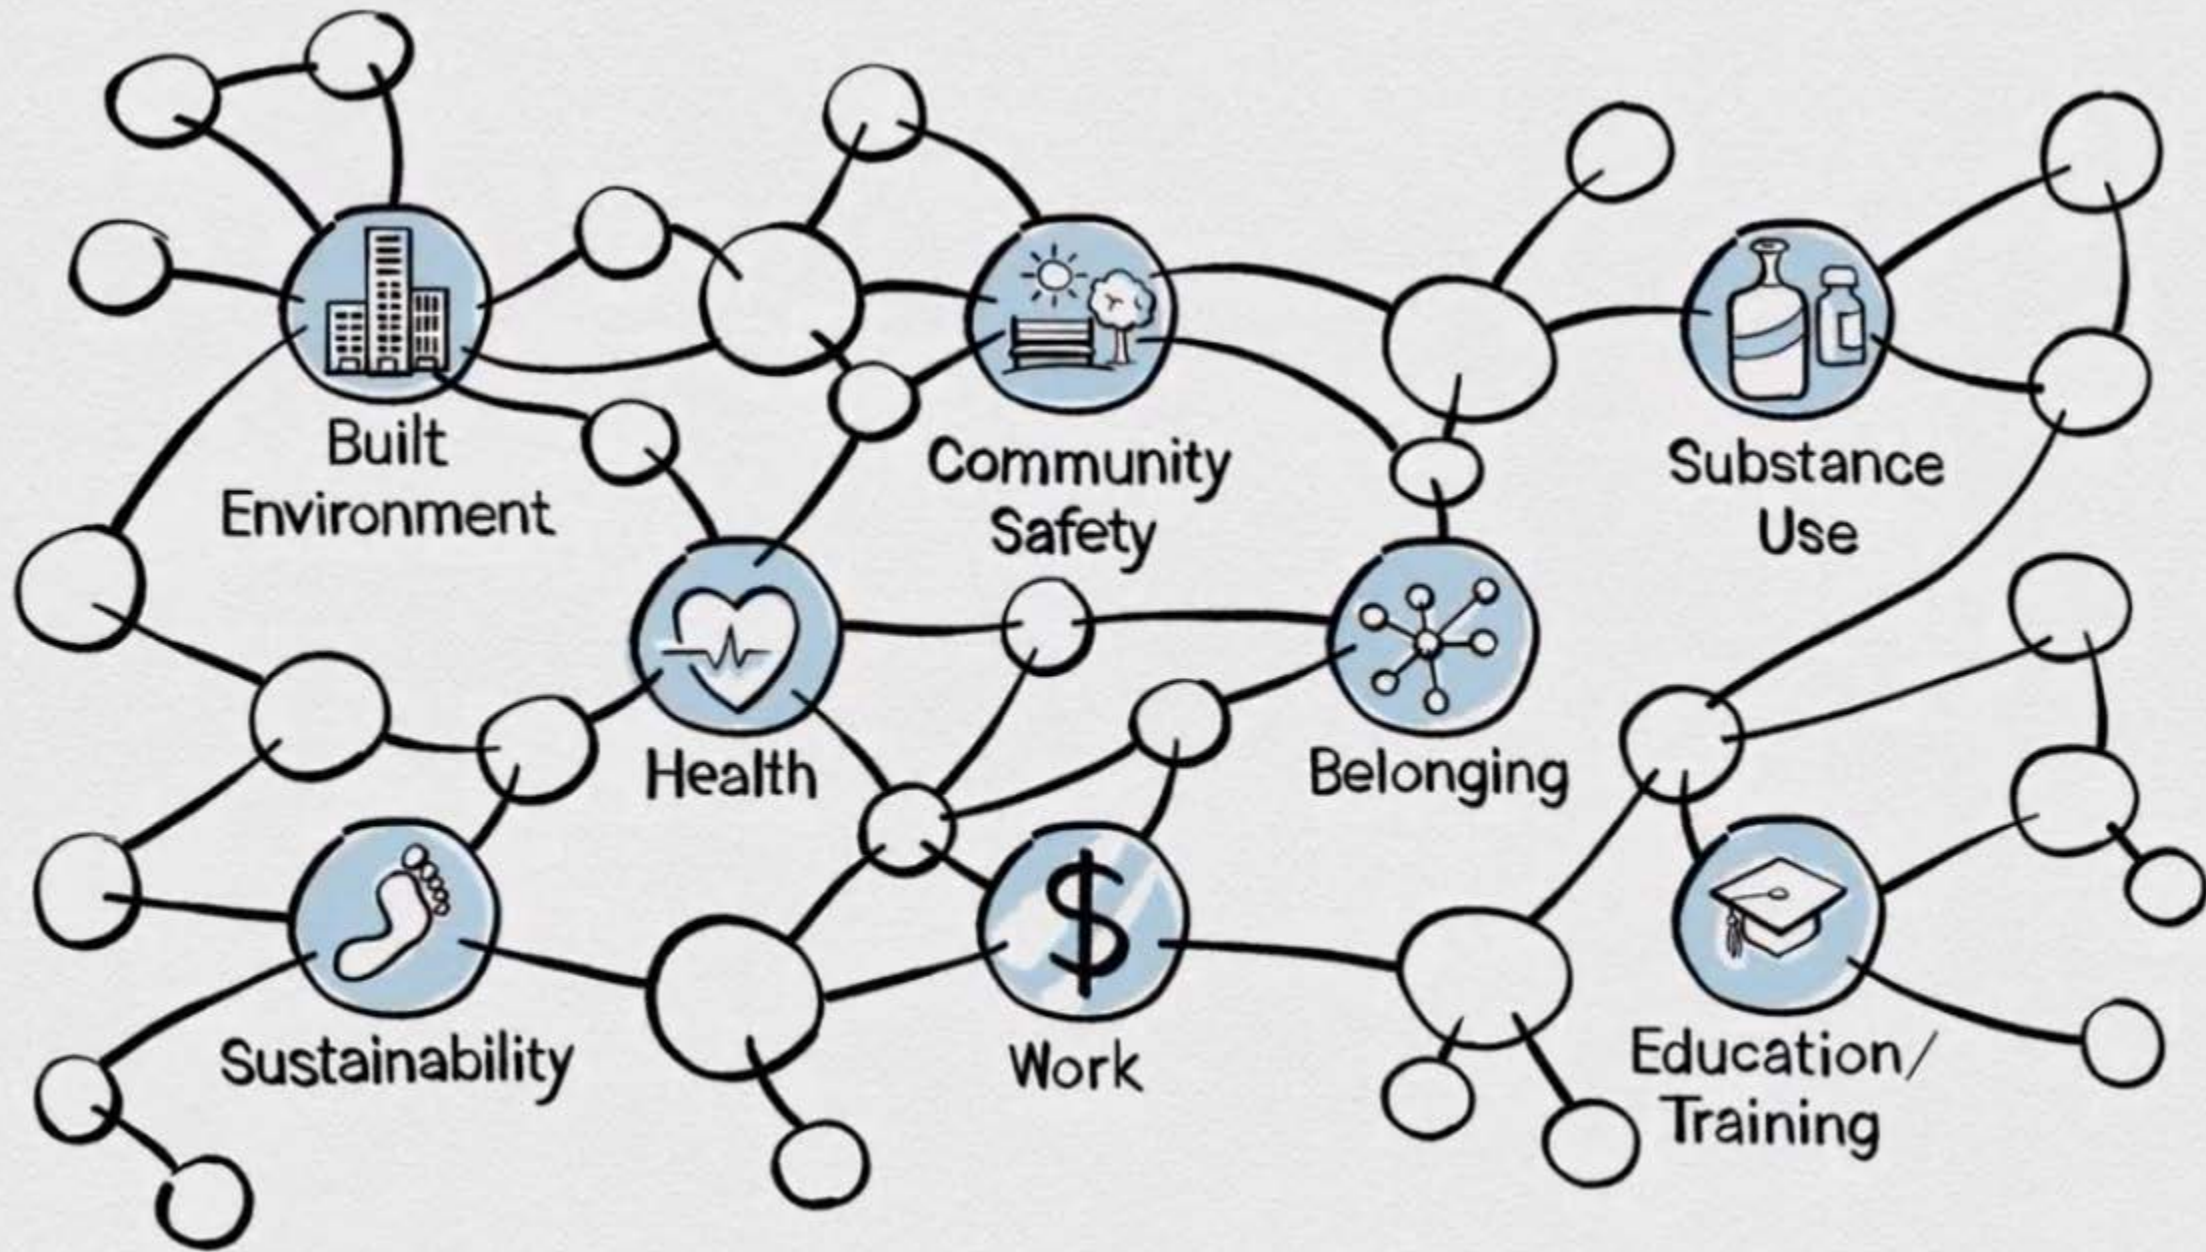 Built
Environment
Community
Safety
Substance
Use
Health
Belonging
Sustainability
$
Work
Education/
Training